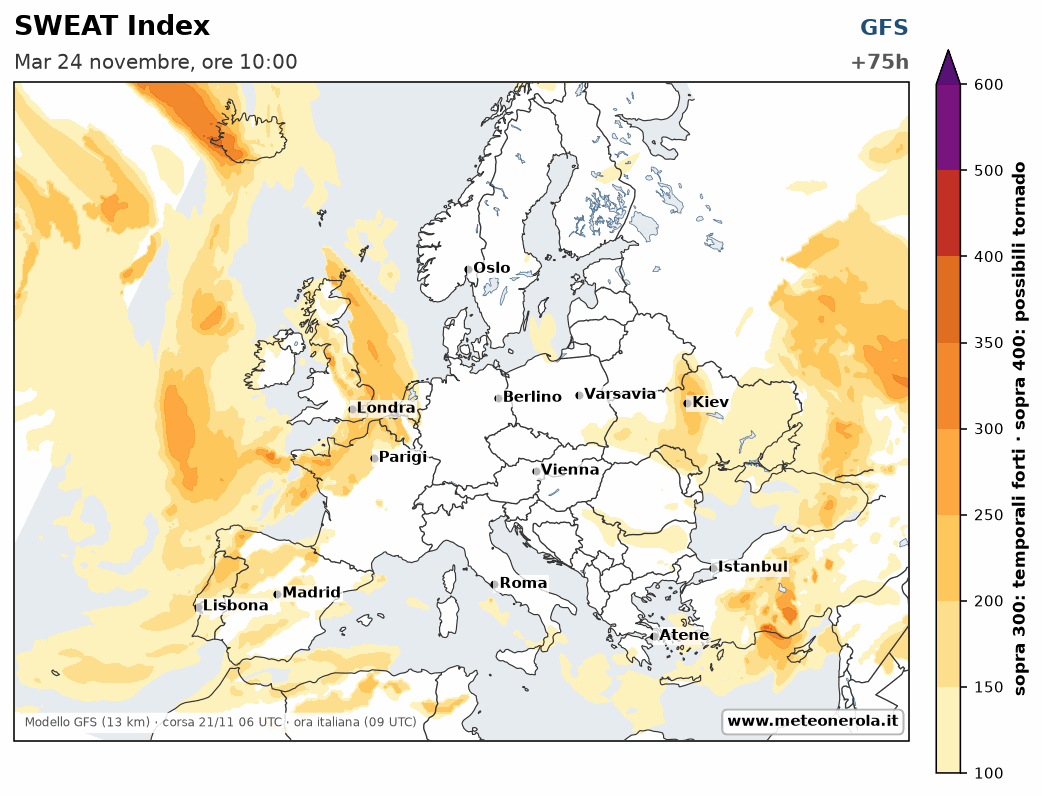 SWEAT Index
GFS
Mar 24 novembre, ore 10:00
+75h
Oslo
Berlino
Varsavia
Kiev
Londra
Parigi
Vienna
Istanbul
Roma
Madrid
Lisbona
Atene
Modello GFS (13 km) · corsa 21/11 06 UTC · ora italiana (09 UTC)
www.meteonerola.it
600
500
400
350
300
250
200
150
100
sopra 300: temporali forti · sopra 400: possibili tornado